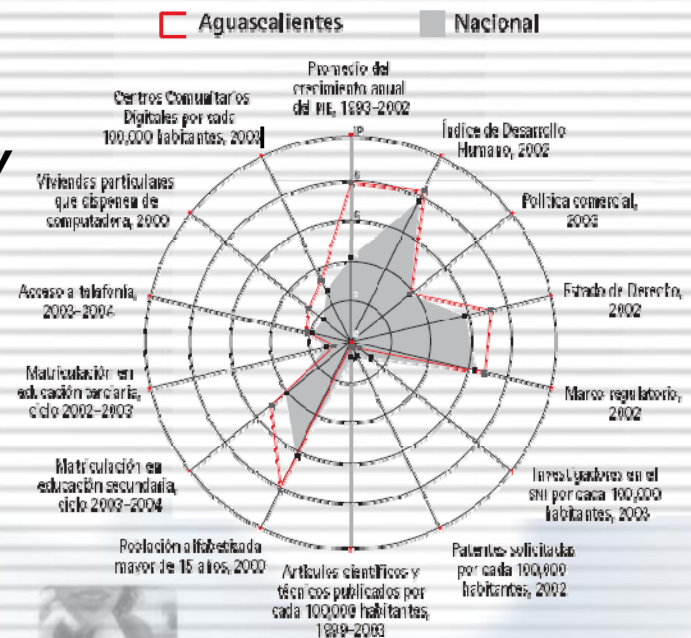 Aguascalientes Nacional
Promedio del
crecimiento anual
del PIB, 1993-2002
Índice de Desarrollo
Humano, 2002
Política comercial,
2003
Estado de Derecho,
2002
Marco regulatorio,
2002
Investigadores en el
SNI por cada 100,000
habitantes, 2003
Patentes solicitadas
por cada 100,000
habitantes, 2002
Artículos científicos y
técnicos publicados por
cada 100,000 habitantes,
1999-2003
Población alfabetizada
mayor de 15 años, 2000
Matriculación en
educación secundaria,
ciclo 2003-2004
Matriculación en
educación terciaria,
ciclo 2002-2003
Acceso a telefonía,
2003-2004
Viviendas particulares
que disponen de
computadora, 2000
Centros Comunitarios
Digitales por cada
100,000 habitantes, 2003
10